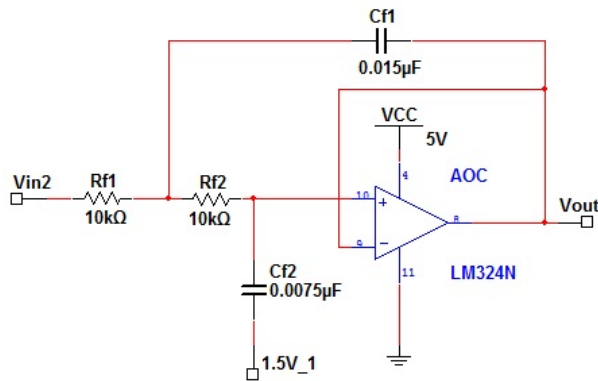 Cf1
0.015µF
VCC
5V
4
AOC
Vin2
Rf1
10kΩ
Rf2
10kΩ
10
+
8
Vout
9
−
11
LM324N
Cf2
0.0075µF
1.5V_1